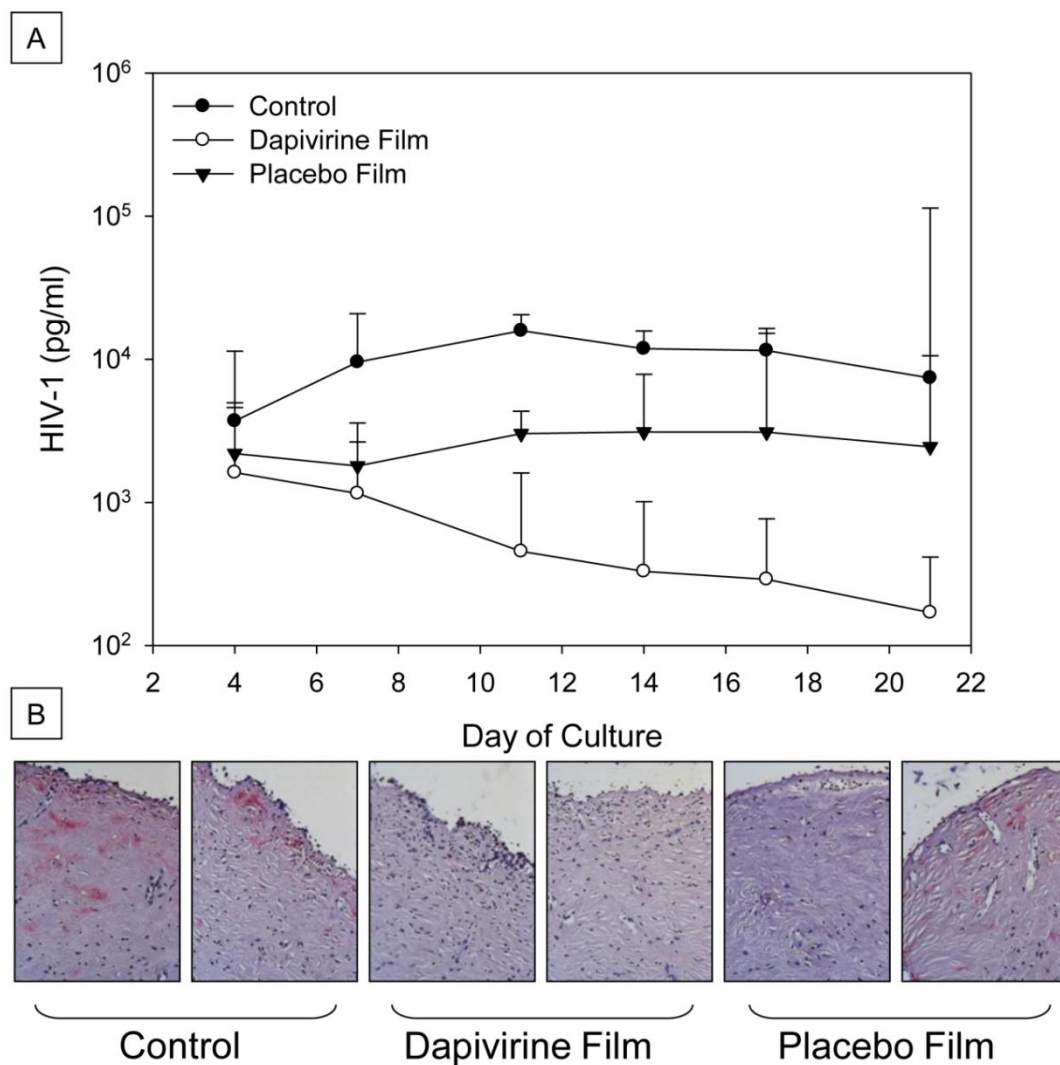 A
10⁶
10⁵
10⁴
10³
10²
HIV-1 (pg/ml)
Control
Dapivirine Film
Placebo Film
2 4 6 8 10 12 14 16 18 20 22
Day of Culture
B
Control Dapivirine Film Placebo Film